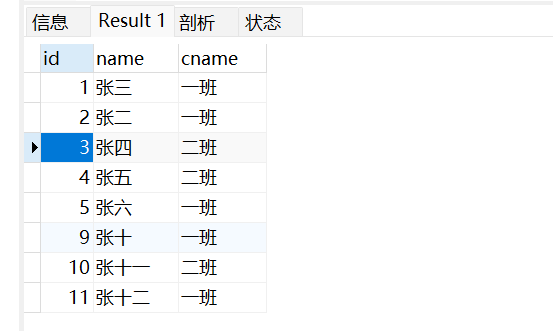 信息 Result 1 剖析 状态
id name cname
1 张三 一班
2 张二 一班
3 张四 二班
4 张五 二班
5 张六 一班
9 张十 一班
10 张十一 二班
11 张十二 一班